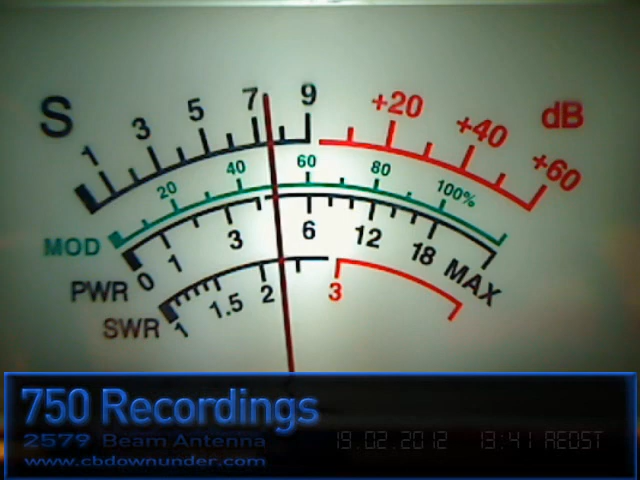 S 1 3 5 7 9 +20 +40 +60 dB
MOD 20 40 60 80 100%
PWR 0 1 3 6 12 18 MAX
SWR 1 1.5 2 3
750 Recordings
2579 Beam Antenna 19.02.2012 13:41 AEDST
www.cbdownunder.com